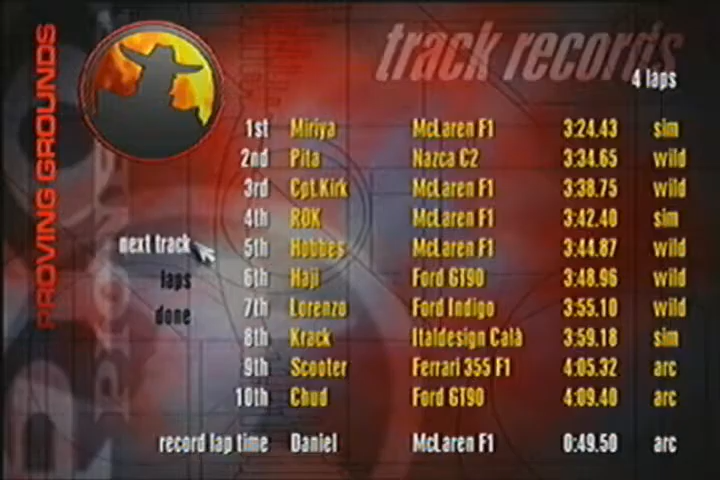 track records
4 laps
PROVING GROUNDS
1st Miriya McLaren F1 3:24.43 sim
2nd Pita Nazca C2 3:34.65 wild
3rd Cpt.Kirk McLaren F1 3:38.75 wild
4th ROK McLaren F1 3:42.40 sim
next track
5th Hobbes McLaren F1 3:44.87 wild
laps
6th Haji Ford GT90 3:48.96 wild
done
7th Lorenzo Ford Indigo 3:55.10 wild
8th Krack Italdesign Calà 3:59.18 sim
9th Scooter Ferrari 355 F1 4:05.32 arc
10th Chud Ford GT90 4:09.40 arc
record lap time Daniel McLaren F1 0:49.50 arc